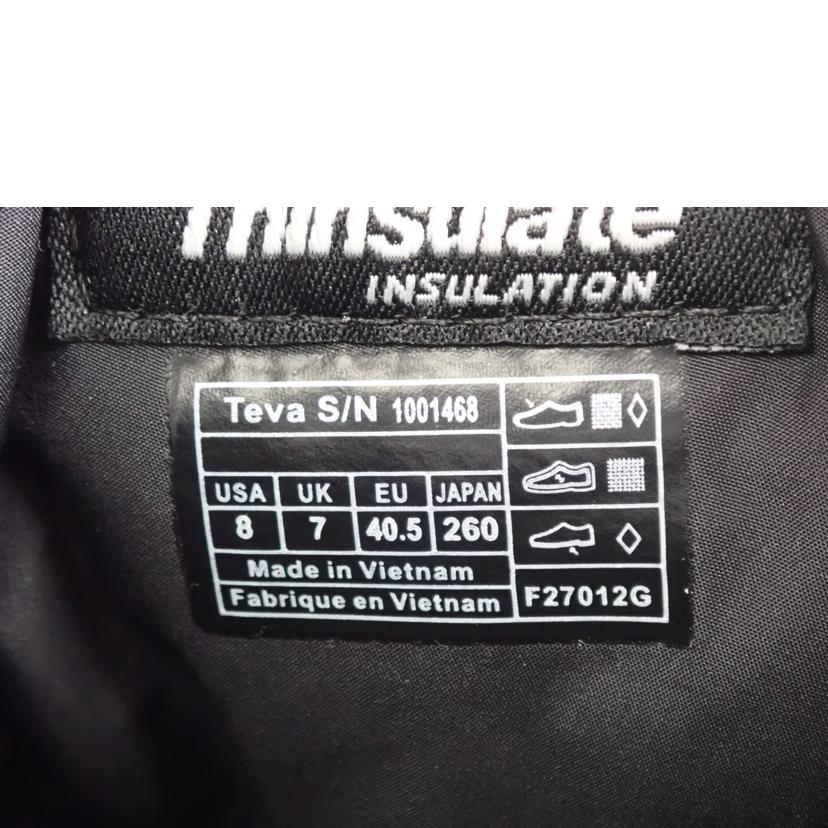 Thinsulate
INSULATION
Teva S/N 1001468
USA UK EU JAPAN
8 7 40.5 260
Made in Vietnam
Fabrique en Vietnam
F27012G